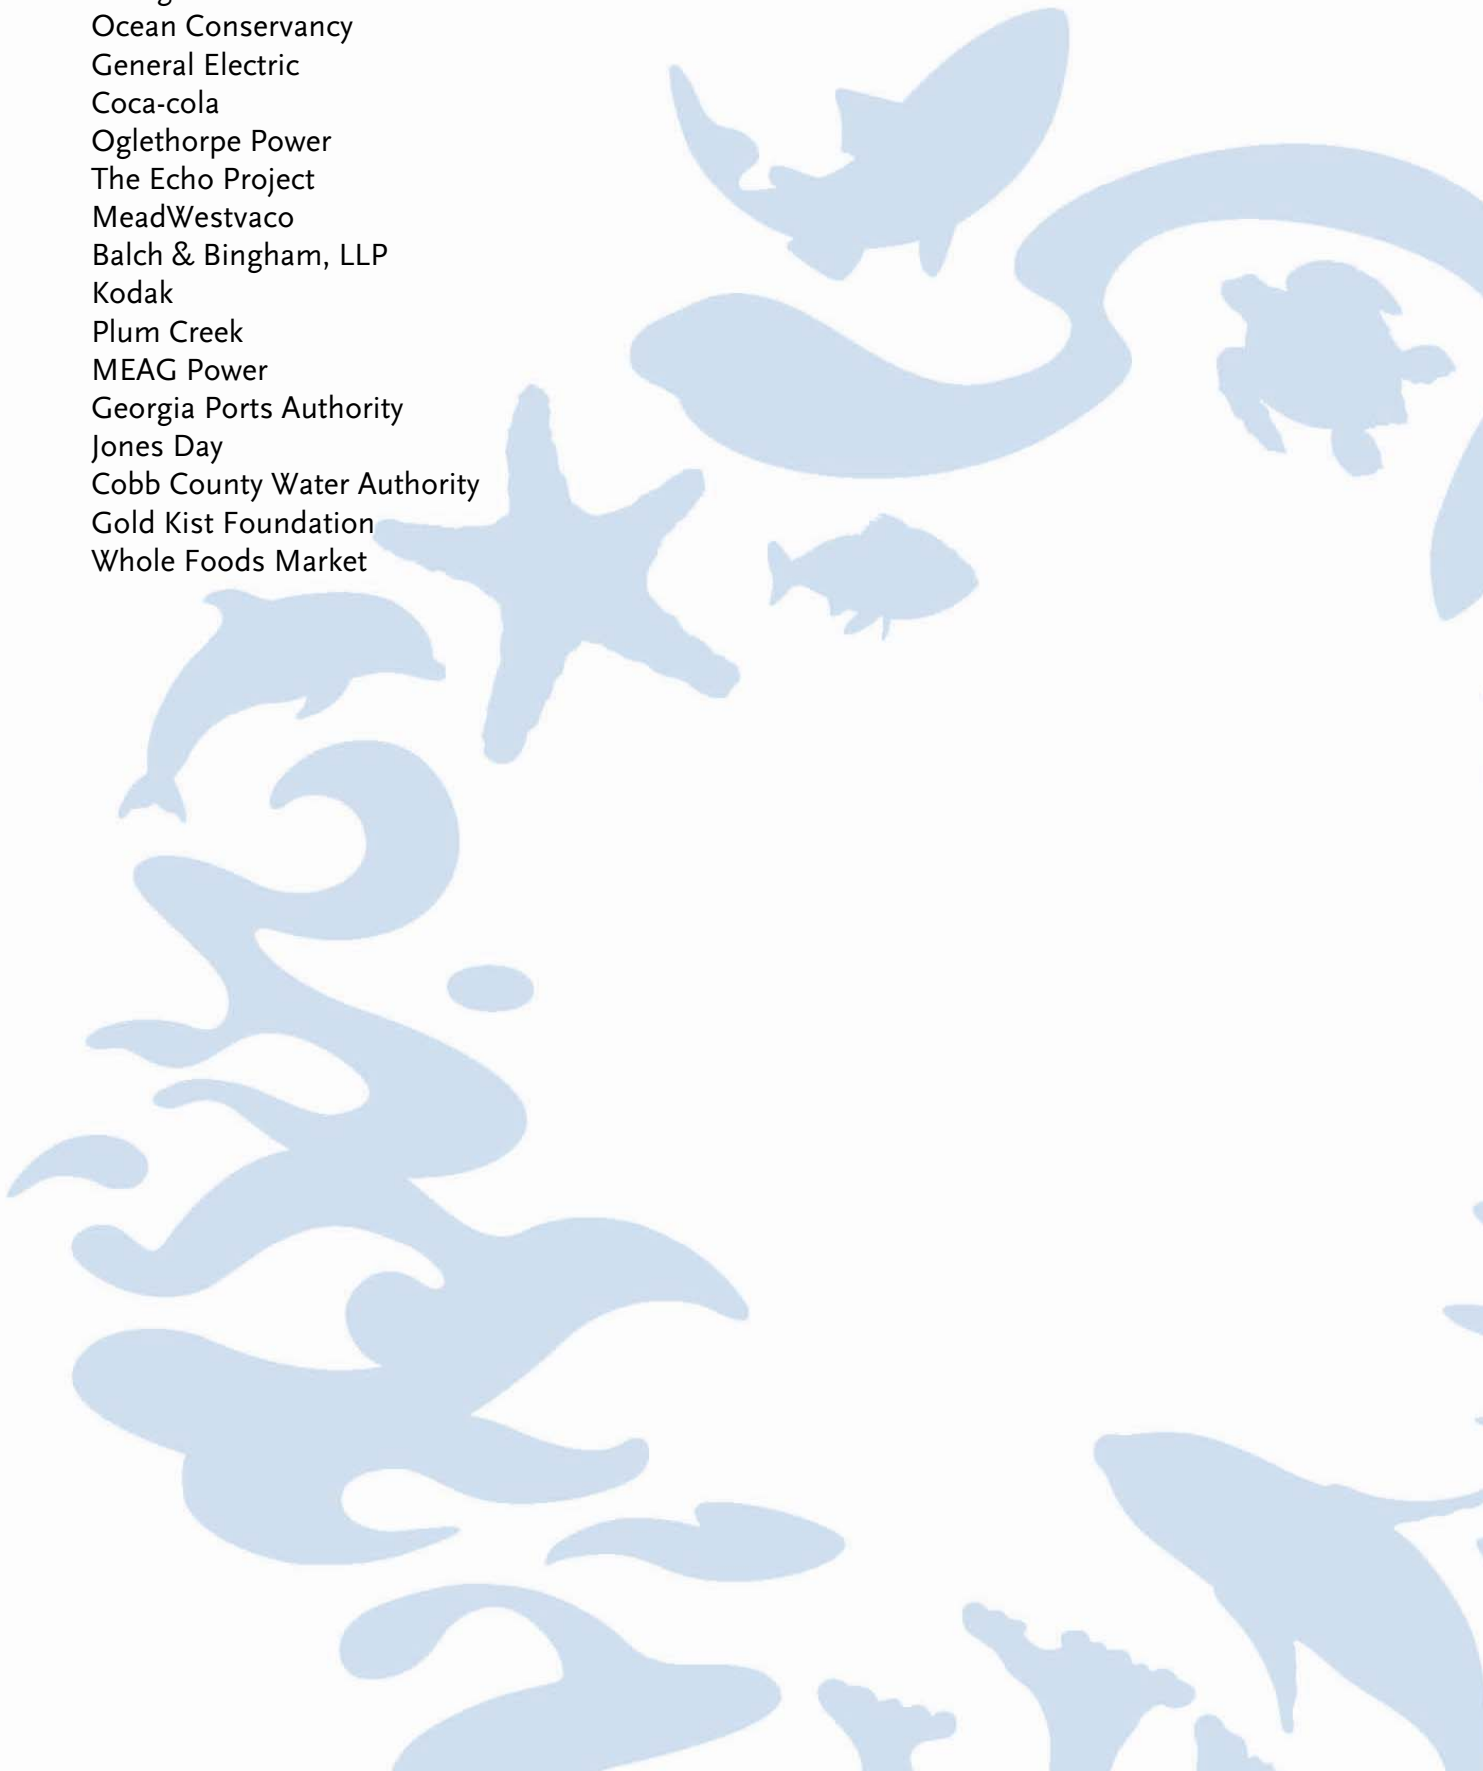 Ocean Conservancy
General Electric
Coca-cola
Oglethorpe Power
The Echo Project
MeadWestvaco
Balch & Bingham, LLP
Kodak
Plum Creek
MEAG Power
Georgia Ports Authority
Jones Day
Cobb County Water Authority
Gold Kist Foundation
Whole Foods Market